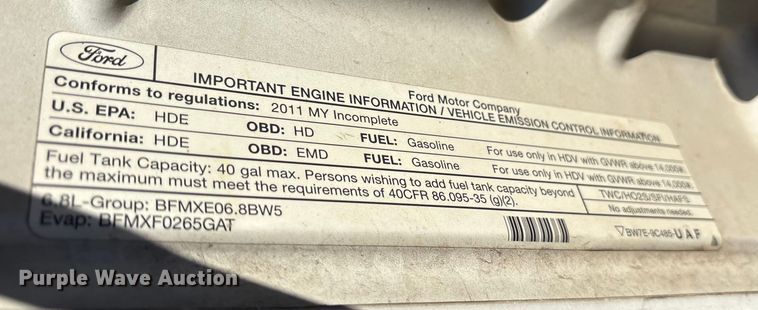 Ford
Ford Motor Company
IMPORTANT ENGINE INFORMATION / VEHICLE EMISSION CONTROL INFORMATION
Conforms to regulations: 2011 MY Incomplete
U.S. EPA: HDE OBD: HD FUEL: Gasoline For use only in HDV with GVWR above 14,000#.
California: HDE OBD: EMD FUEL: Gasoline For use only in HDV with GVWR above 14,000#.
Fuel Tank Capacity: 40 gal max. Persons wishing to add fuel tank capacity beyond
the maximum must meet the requirements of 40CFR 86.095-35 (g)(2).
TWC/HO2S/SFI/HAFS
No adjustments needed.
6.8L-Group: BFMXE06.8BW5
Evap: BFMXF0265GAT
BW7E-9C485-UAF
Purple Wave Auction